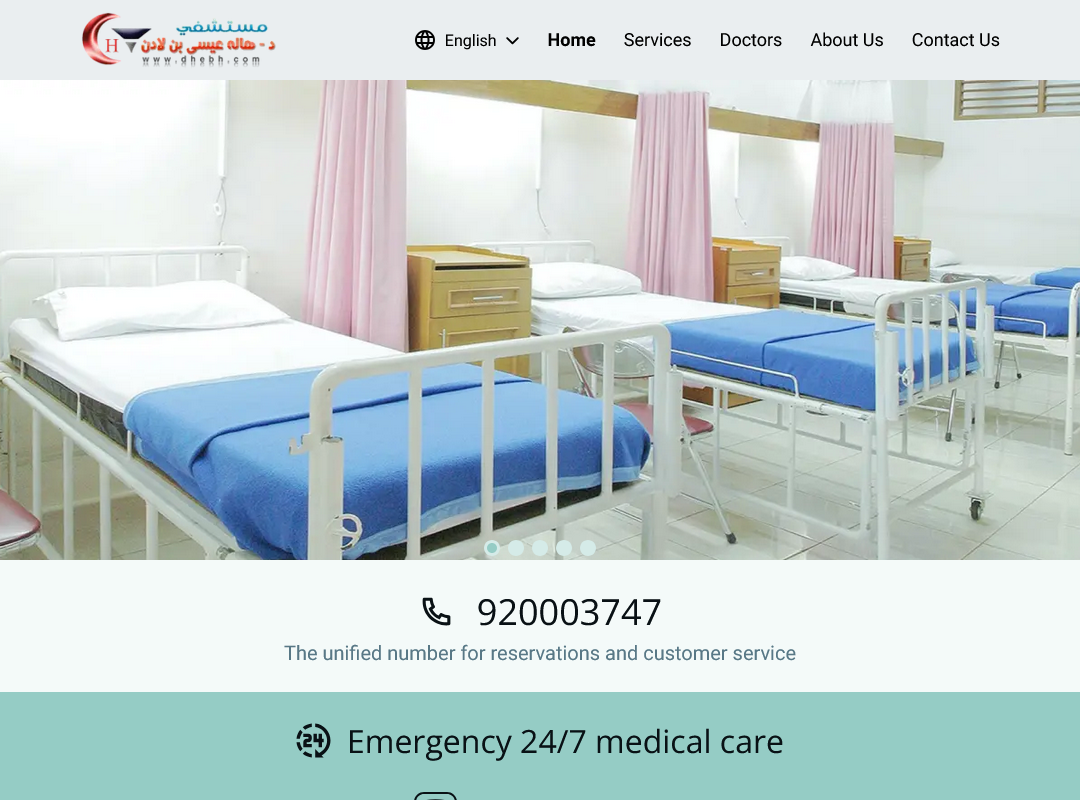 مستشفي
د- هاله عيسى بن لادن
H
www.dhebh.com
English
Home
Services
Doctors
About Us
Contact Us
920003747
The unified number for reservations and customer service
24
Emergency 24/7 medical care